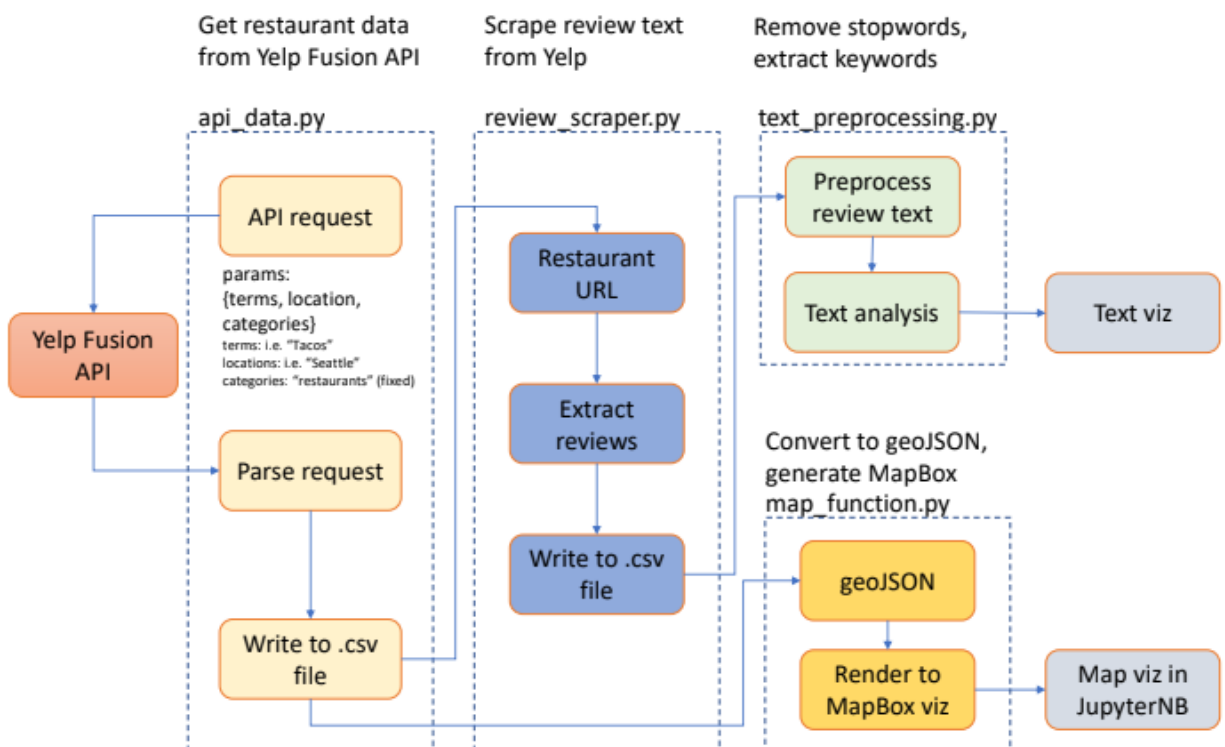 Get restaurant data
from Yelp Fusion API
api_data.py
API request
params:
{terms, location,
categories}
terms: i.e. “Tacos”
locations: i.e. “Seattle”
categories: “restaurants” (fixed)
Yelp Fusion
API
Parse request
Write to .csv
file
Scrape review text
from Yelp
review_scraper.py
Restaurant
URL
Extract
reviews
Write to .csv
file
Remove stopwords,
extract keywords
text_preprocessing.py
Preprocess
review text
Text analysis
Text viz
Convert to geoJSON,
generate MapBox
map_function.py
geoJSON
Render to
MapBox viz
Map viz in
JupyterNB